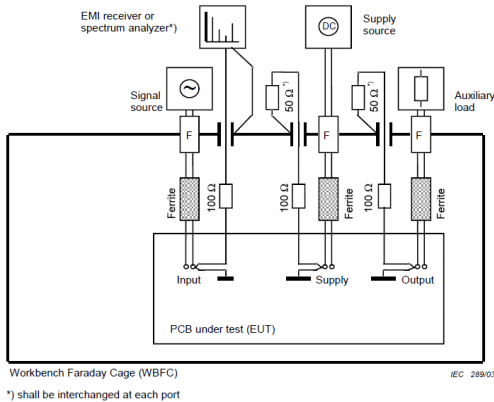 EMI receiver or
spectrum analyzer*)
DC
Supply
source
Signal
source
50 Ω *)
50 Ω *)
Auxiliary
load
F
F
F
Ferrite
100 Ω
100 Ω
Ferrite
100 Ω
Ferrite
Input
Supply
Output
PCB under test (EUT)
Workbench Faraday Cage (WBFC)
IEC 289/03
*) shall be interchanged at each port